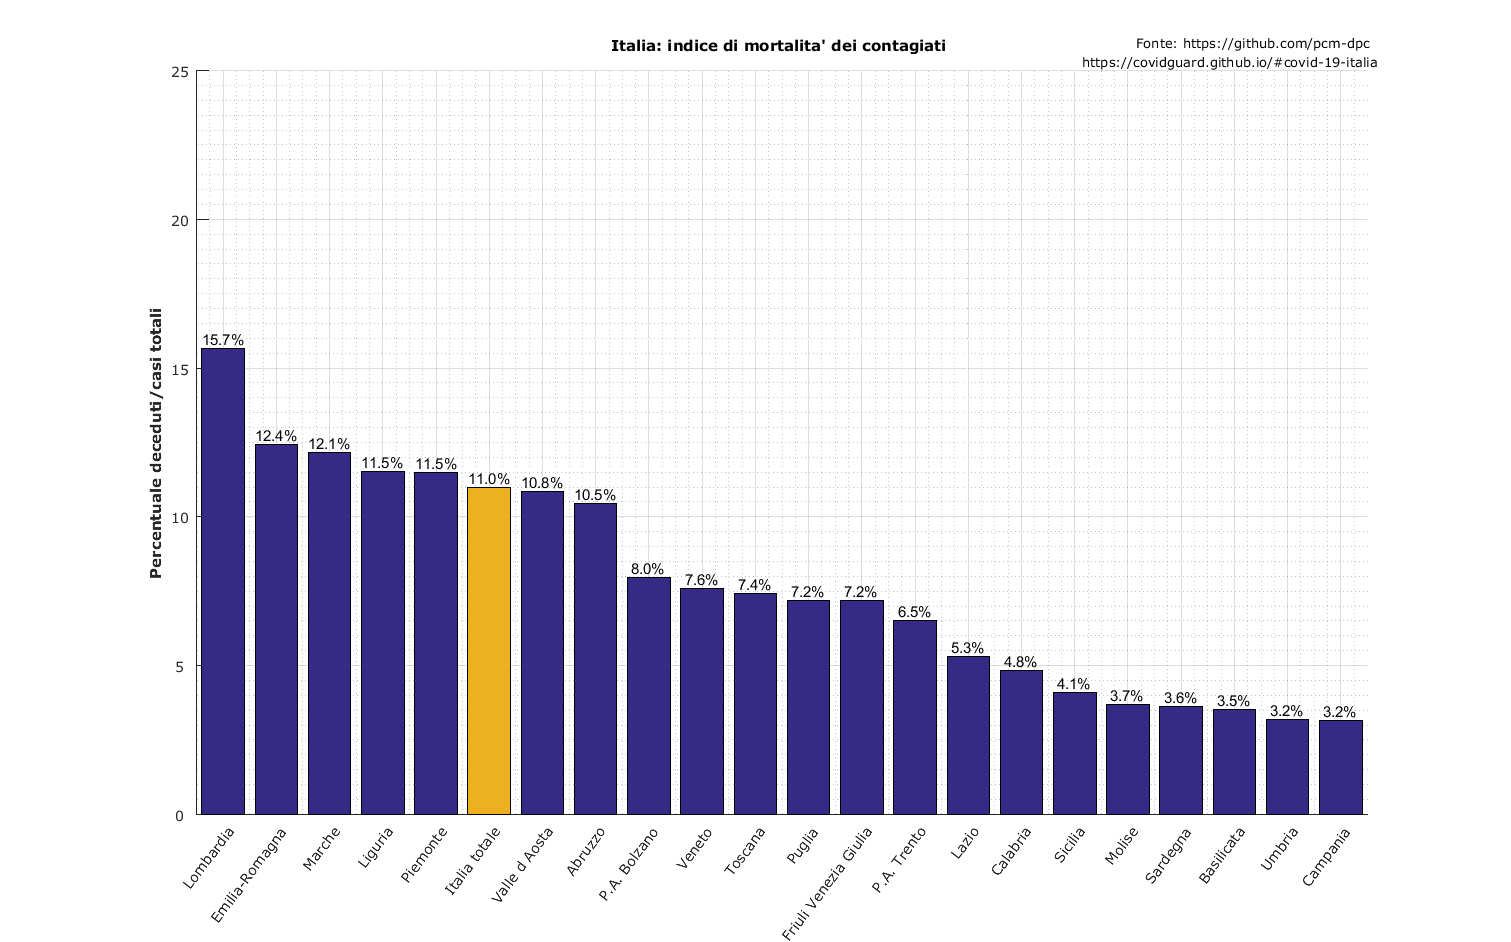 Italia: indice di mortalita' dei contagiati
Fonte: https://github.com/pcm-dpc
https://covidguard.github.io/#covid-19-italia
Percentuale deceduti/casi totali
25
20
15
10
5
0
15.7%
12.4%
12.1%
11.5%
11.5%
11.0%
10.8%
10.5%
8.0%
7.6%
7.4%
7.2%
7.2%
6.5%
5.3%
4.8%
4.1%
3.7%
3.6%
3.5%
3.2%
3.2%
Lombardia
Emilia-Romagna
Marche
Liguria
Piemonte
Italia totale
Valle d Aosta
Abruzzo
P.A. Bolzano
Veneto
Toscana
Puglia
Friuli Venezia Giulia
P.A. Trento
Lazio
Calabria
Sicilia
Molise
Sardegna
Basilicata
Umbria
Campania